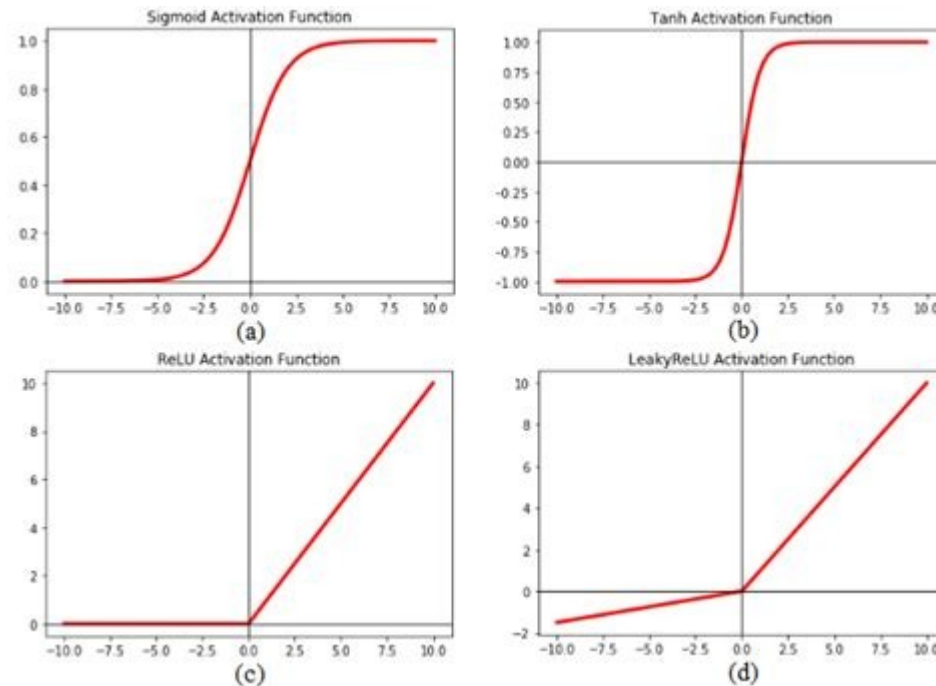 Sigmoid Activation Function
1.0
0.8
0.6
0.4
0.2
0.0
−10.0 −7.5 −5.0 −2.5 0.0 2.5 5.0 7.5 10.0
(a)
Tanh Activation Function
1.00
0.75
0.50
0.25
0.00
−0.25
−0.50
−0.75
−1.00
−10.0 −7.5 −5.0 −2.5 0.0 2.5 5.0 7.5 10.0
(b)
ReLU Activation Function
10
8
6
4
2
0
−10.0 −7.5 −5.0 −2.5 0.0 2.5 5.0 7.5 10.0
(c)
LeakyReLU Activation Function
10
8
6
4
2
0
−2
−10.0 −7.5 −5.0 −2.5 0.0 2.5 5.0 7.5 10.0
(d)